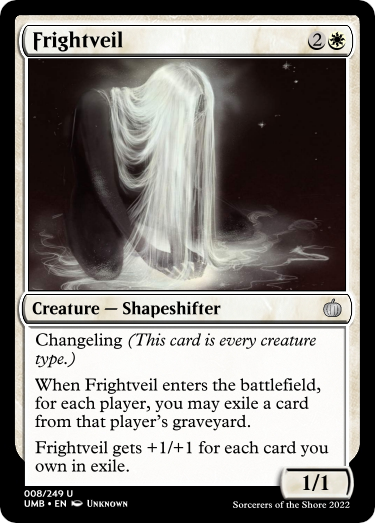 Frightveil 2
Creature — Shapeshifter
Changeling (This card is every creature
type.)
When Frightveil enters the battlefield,
for each player, you may exile a card
from that player's graveyard.
Frightveil gets +1/+1 for each card you
own in exile.
1/1
008/249 U
UMB • EN Unknown
Sorcerers of the Shore 2022